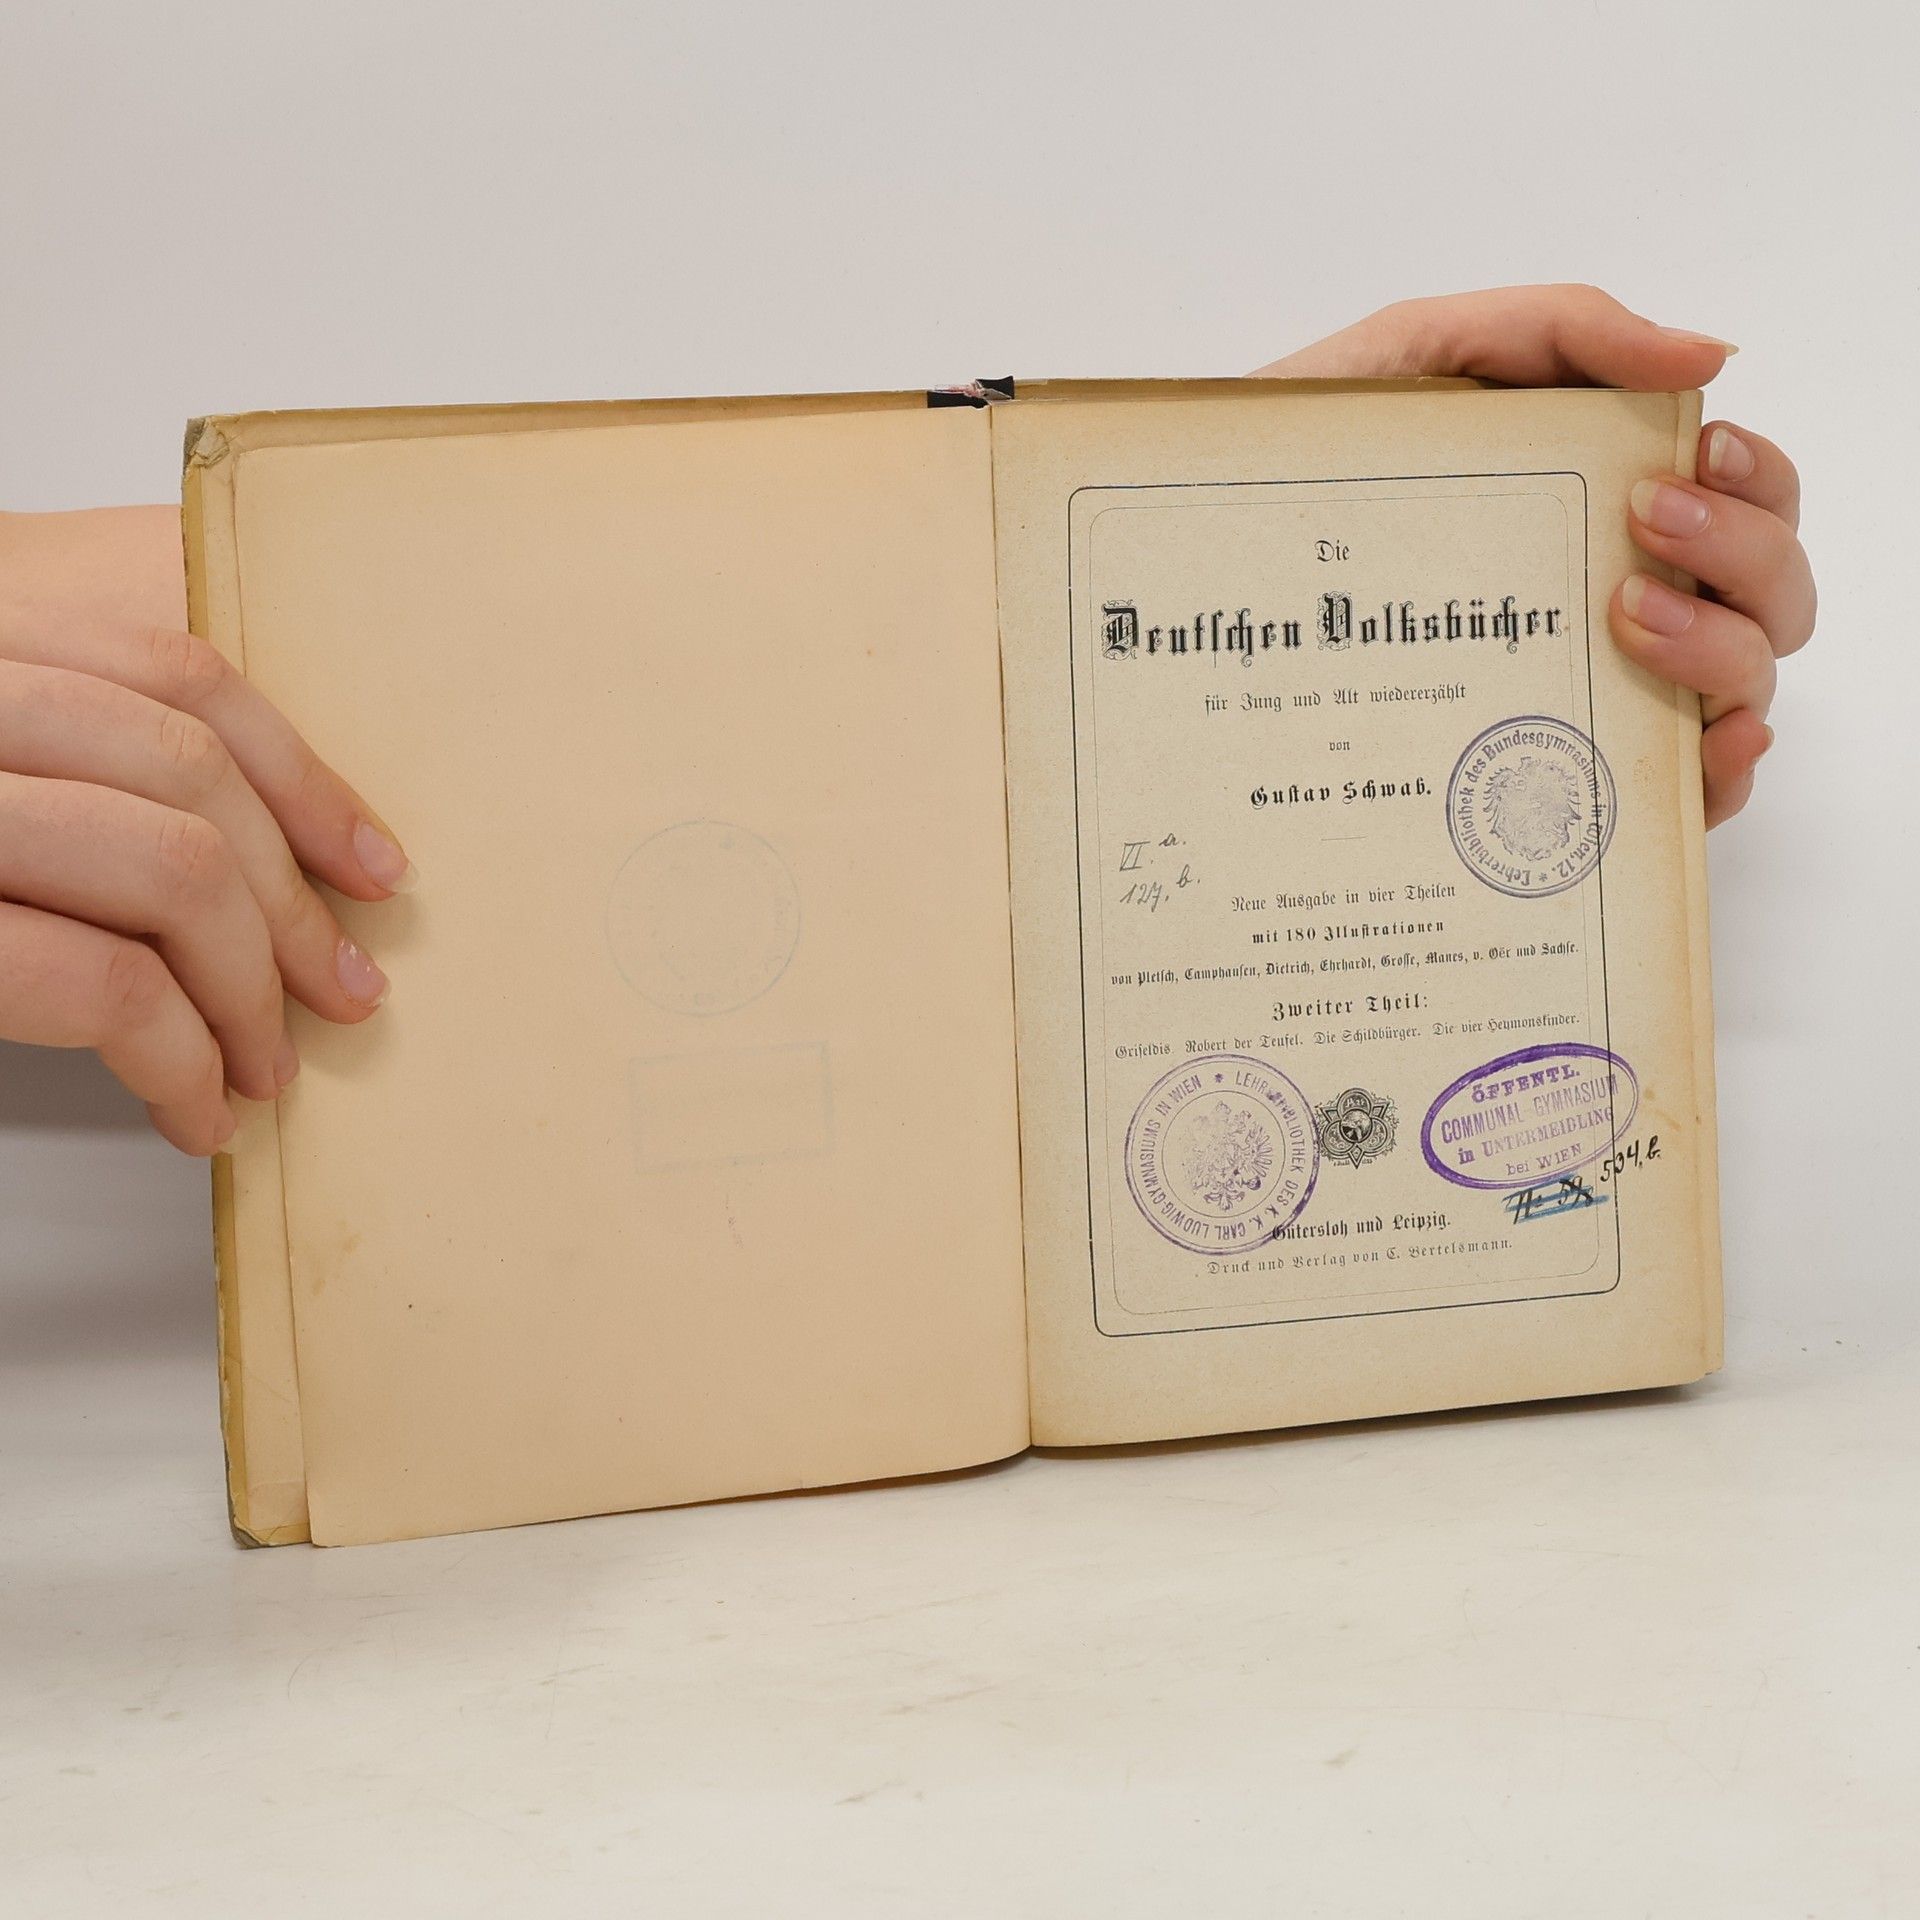 Die
Deutschen Volksbücher
für Jung und Alt wiedererzählt
von
Gustav Schwab.
Lehrerbibliothek des Bundesgymnasiums in Wien, 12. *
VI. a.
127. b.
Neue Ausgabe in vier Theilen
mit 180 Illustrationen
von Pletsch, Camphausen, Dietrich, Ehrhardt, Grosse, Manes, v. Oër und Sachse.
Zweiter Theil:
Griseldis. Robert der Teufel. Die Schildbürger. Die vier Heymonskinder.
* LEHRERBIBLIOTHEK DES K. K. CARL LUDWIG-GYMNASIUMS IN WIEN
ÖFFENTL.
COMMUNAL-GYMNASIUM
in UNTERMEIDLING
bei WIEN
534. b.
Gütersloh und Leipzig.
Druck und Verlag von C. Bertelsmann.